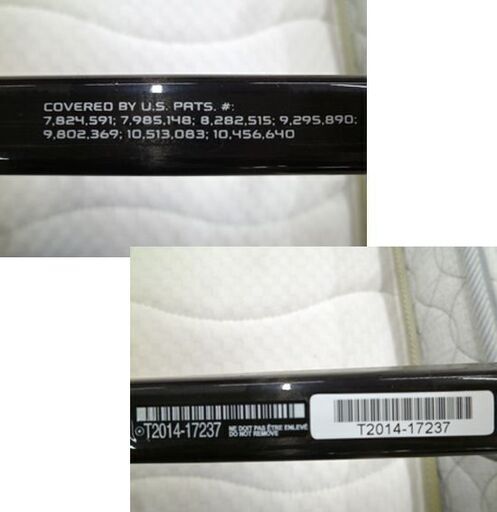 COVERED BY U.S. PATS. #:
7,824,591; 7,985,148; 8,282,515; 9,295,890;
9,802,369; 10,513,083; 10,456,640
T2014-17237
NE DOIT PAS ÊTRE ENLEVÉ
DO NOT REMOVE
T2014-17237